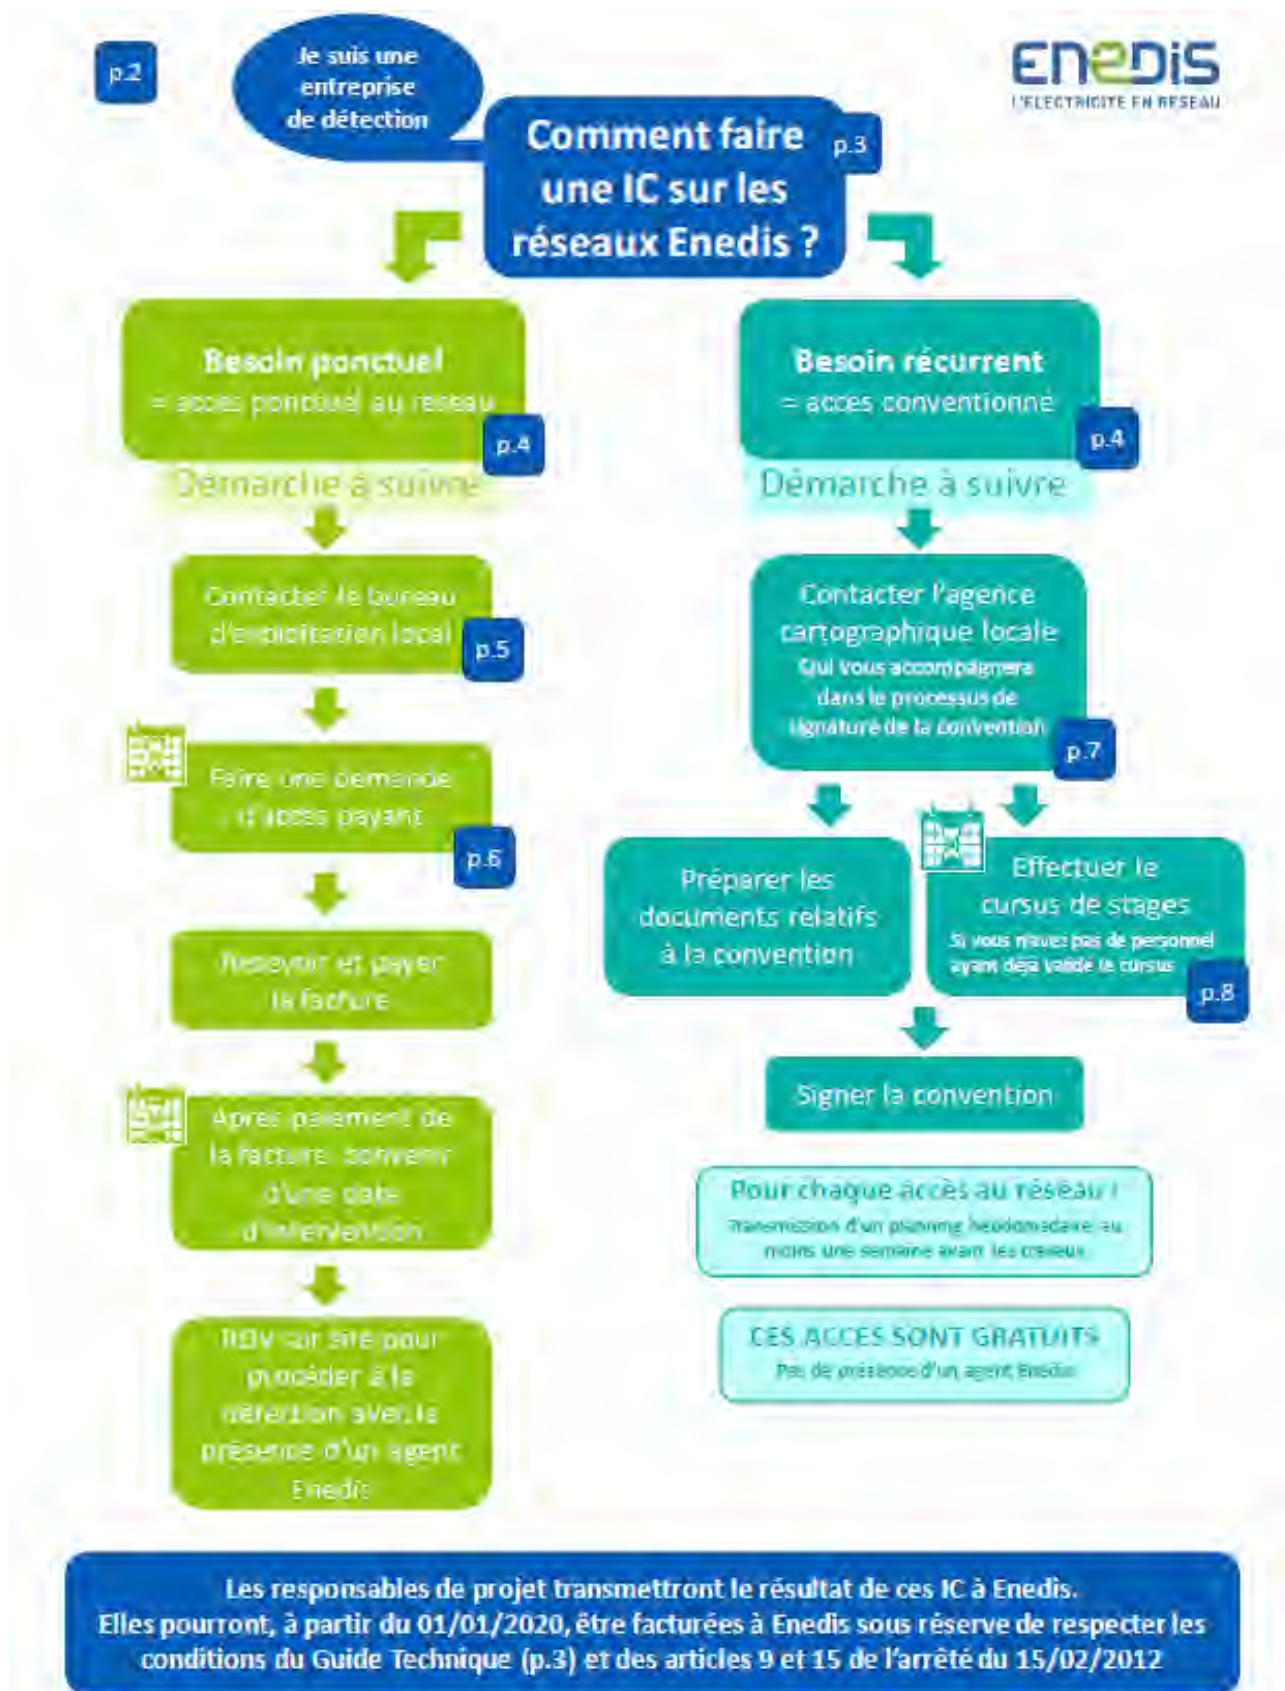 p.2
Je suis une
entreprise
de détection
Enedis
L'ELECTRICITE EN RESEAU
Comment faire
une IC sur les
réseaux Enedis ?
p.3
Besoin ponctuel
= accès ponctuel au réseau
p.4
Démarche à suivre
Contacter le bureau
d'exploitation local
p.5
Faire une demande
d'accès payant
p.6
Recevoir et payer
la facture
Après paiement de
la facture, convenir
d'une date
d'intervention
RDV sur site pour
procéder à la
détection avec la
présence d'un agent
Enedis
Besoin récurrent
= accès conventionné
p.4
Démarche à suivre
Contacter l'agence
cartographique locale
Qui vous accompagnera
dans le processus de
signature de la convention
p.7
Préparer les
documents relatifs
à la convention
Effectuer le
cursus de stages
Si vous n'avez pas de personnel
ayant déjà validé le cursus
p.8
Signer la convention
Pour chaque accès au réseau :
Transmission d'un planning hebdomadaire au
moins une semaine avant les travaux
CES ACCES SONT GRATUITS
Pas de présence d'un agent Enedis
Les responsables de projet transmettront le résultat de ces IC à Enedis.
Elles pourront, à partir du 01/01/2020, être facturées à Enedis sous réserve de respecter les
conditions du Guide Technique (p.3) et des articles 9 et 15 de l'arrêté du 15/02/2012